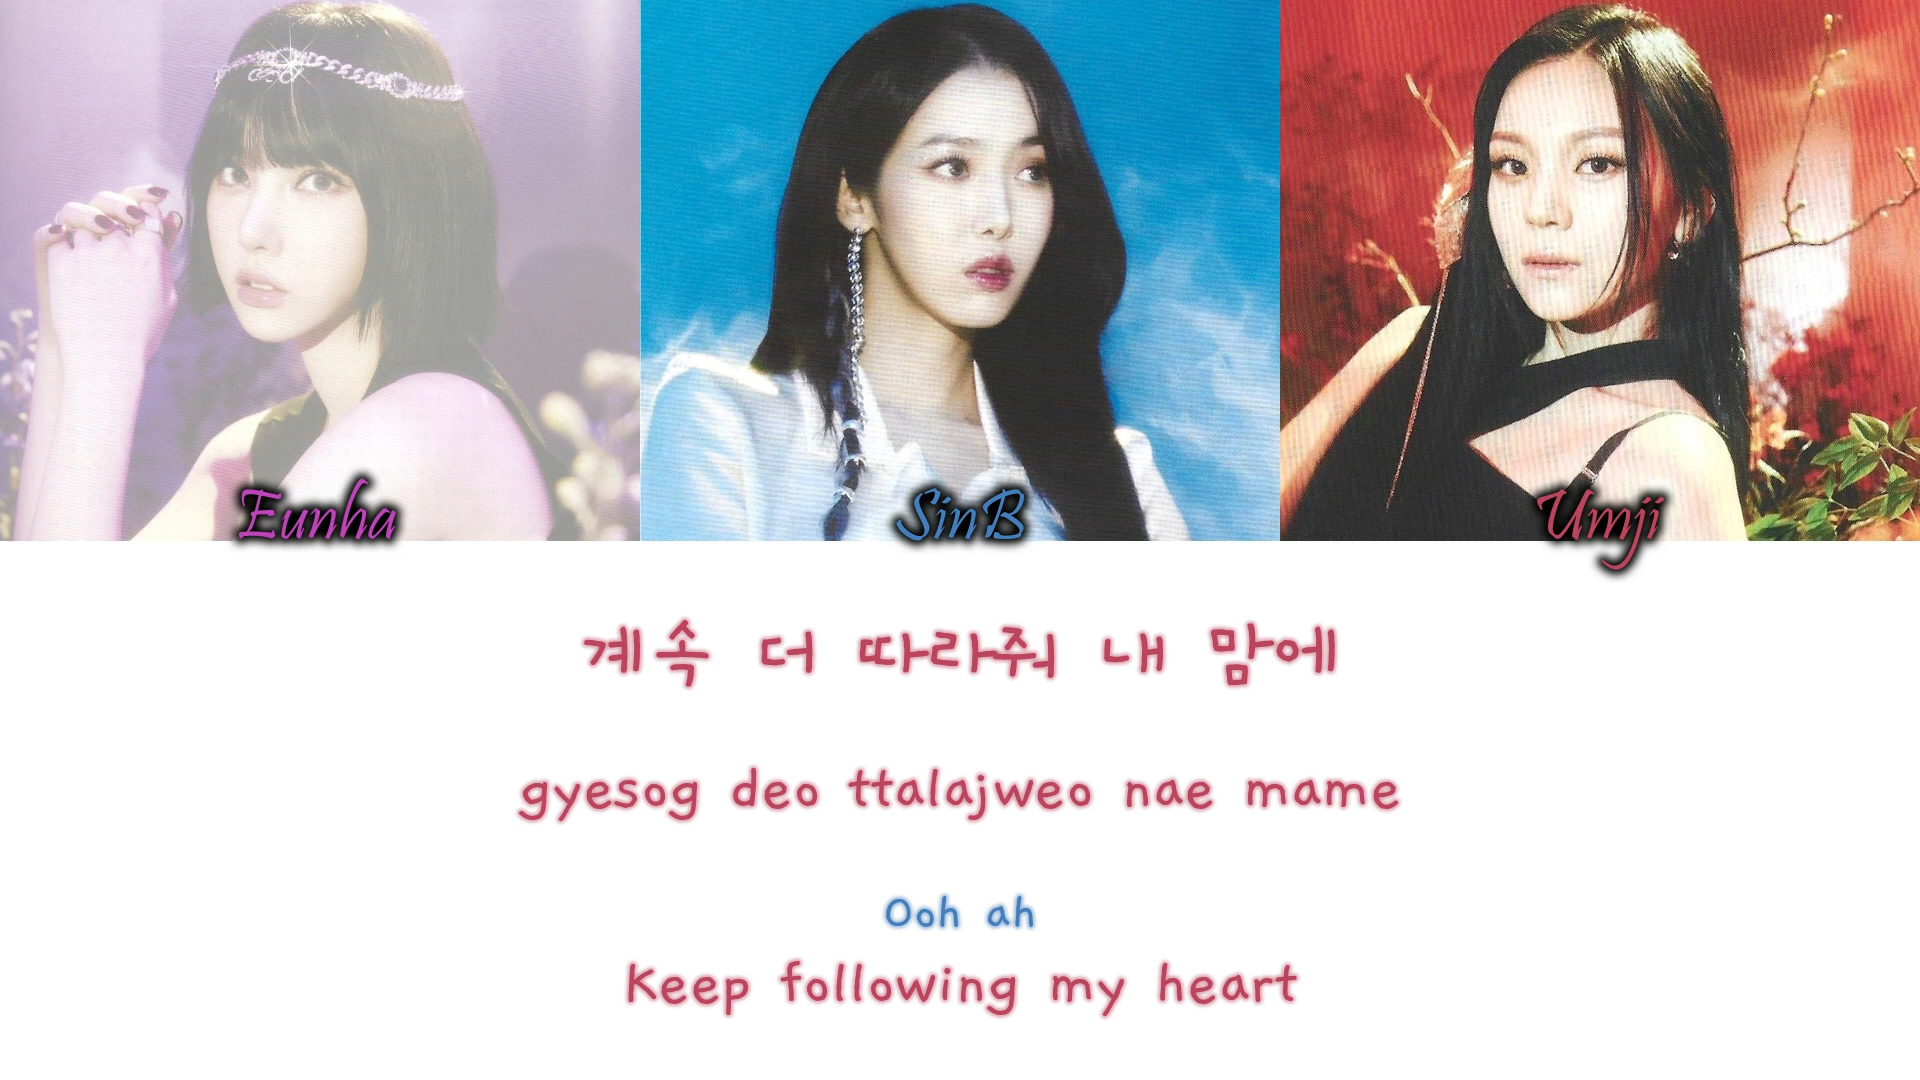 Eunha
SinB
Umji
계속 더 따라줘 내 맘에
gyesog deo ttalajweo nae mame
Ooh ah
Keep following my heart